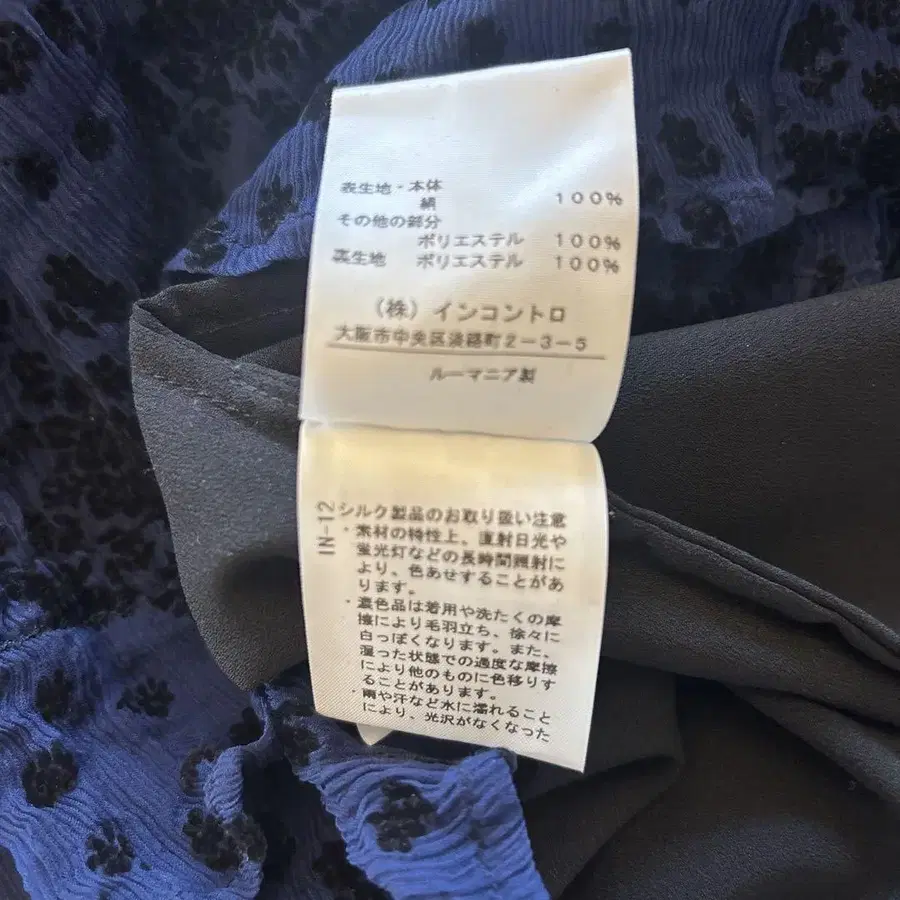 表生地・本体
絹 100%
その他の部分
ポリエステル 100%
裏生地 ポリエステル 100%
(株)インコントロ
大阪市中央区淡路町2-3-5
ルーマニア製
IN-12
シルク製品のお取り扱い注意
・素材の特性上、直射日光や
蛍光灯などの長時間照射に
より、色あせすることがあ
ります。
・濃色品は着用や洗たくの摩
擦により毛羽立ち、徐々に
白っぽくなります。また、
湿った状態での過度な摩擦
により他のものに色移りす
ることがあります。
・雨や汗など水に濡れること
により、光沢がなくなった